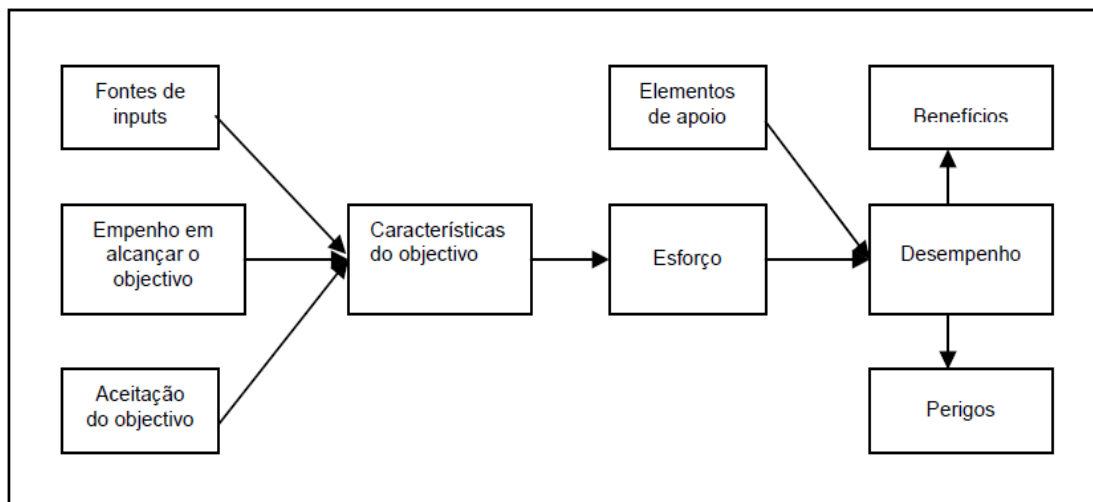 Fontes de
inputs
Elementos
de apoio
Benefícios
Empenho em
alcançar o
objectivo
Características
do objectivo
Esforço
Desempenho
Aceitação
do objectivo
Perigos